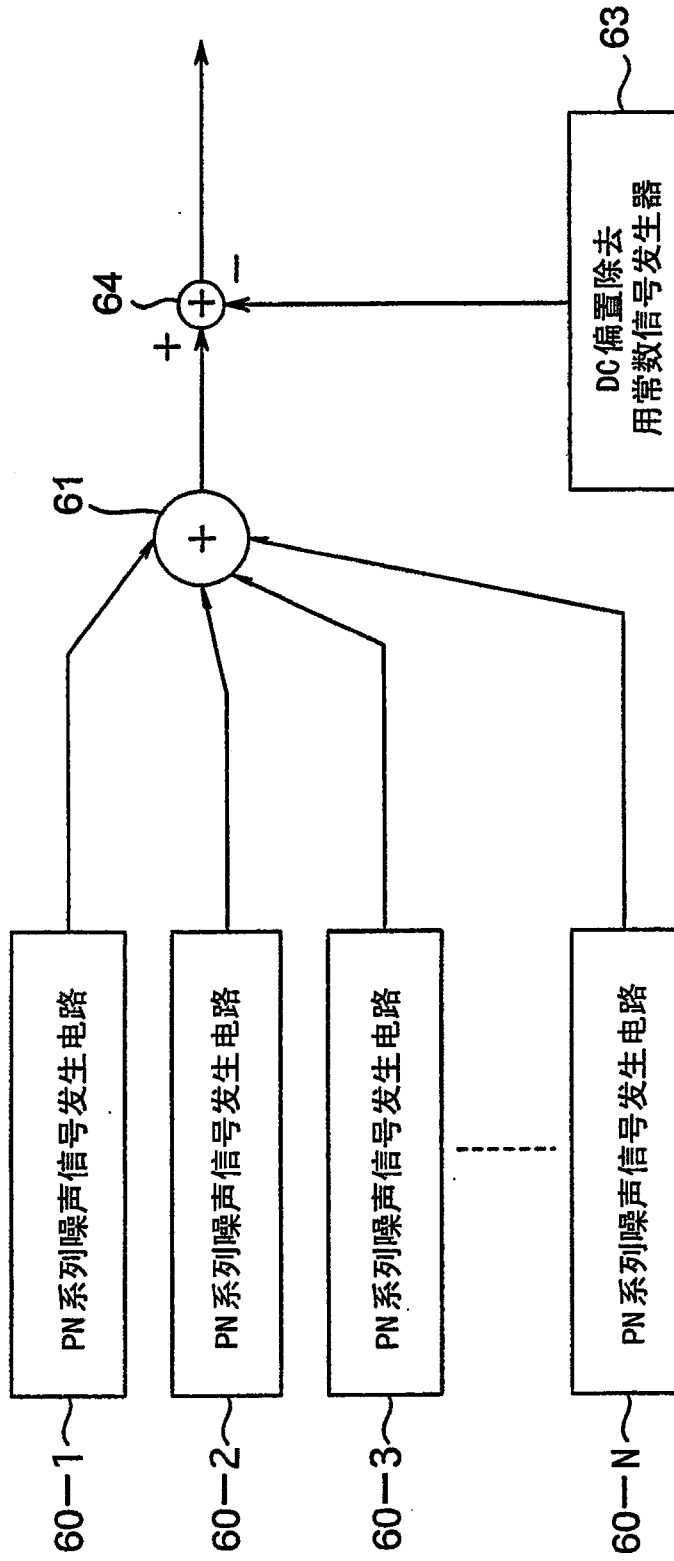 60—1
PN系列噪声信号发生电路
60—2
PN系列噪声信号发生电路
60—3
PN系列噪声信号发生电路
60—N
PN系列噪声信号发生电路
61
+
64
+
+
−
DC偏置除去
用常数信号发生器
63